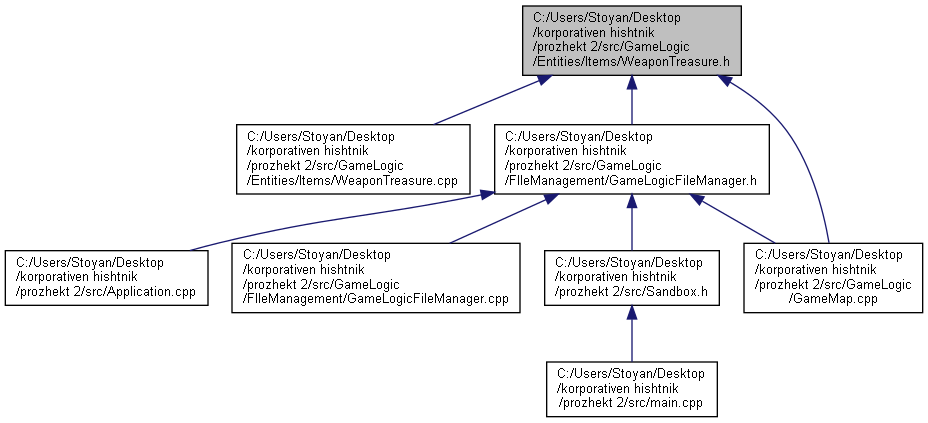 C:/Users/Stoyan/Desktop
/korporativen hishtnik
/prozhekt 2/src/GameLogic
/Entities/Items/WeaponTreasure.h
C:/Users/Stoyan/Desktop
/korporativen hishtnik
/prozhekt 2/src/GameLogic
/Entities/Items/WeaponTreasure.cpp
C:/Users/Stoyan/Desktop
/korporativen hishtnik
/prozhekt 2/src/GameLogic
/FIleManagement/GameLogicFileManager.h
C:/Users/Stoyan/Desktop
/korporativen hishtnik
/prozhekt 2/src/Application.cpp
C:/Users/Stoyan/Desktop
/korporativen hishtnik
/prozhekt 2/src/GameLogic
/FIleManagement/GameLogicFileManager.cpp
C:/Users/Stoyan/Desktop
/korporativen hishtnik
/prozhekt 2/src/Sandbox.h
C:/Users/Stoyan/Desktop
/korporativen hishtnik
/prozhekt 2/src/GameLogic
/GameMap.cpp
C:/Users/Stoyan/Desktop
/korporativen hishtnik
/prozhekt 2/src/main.cpp